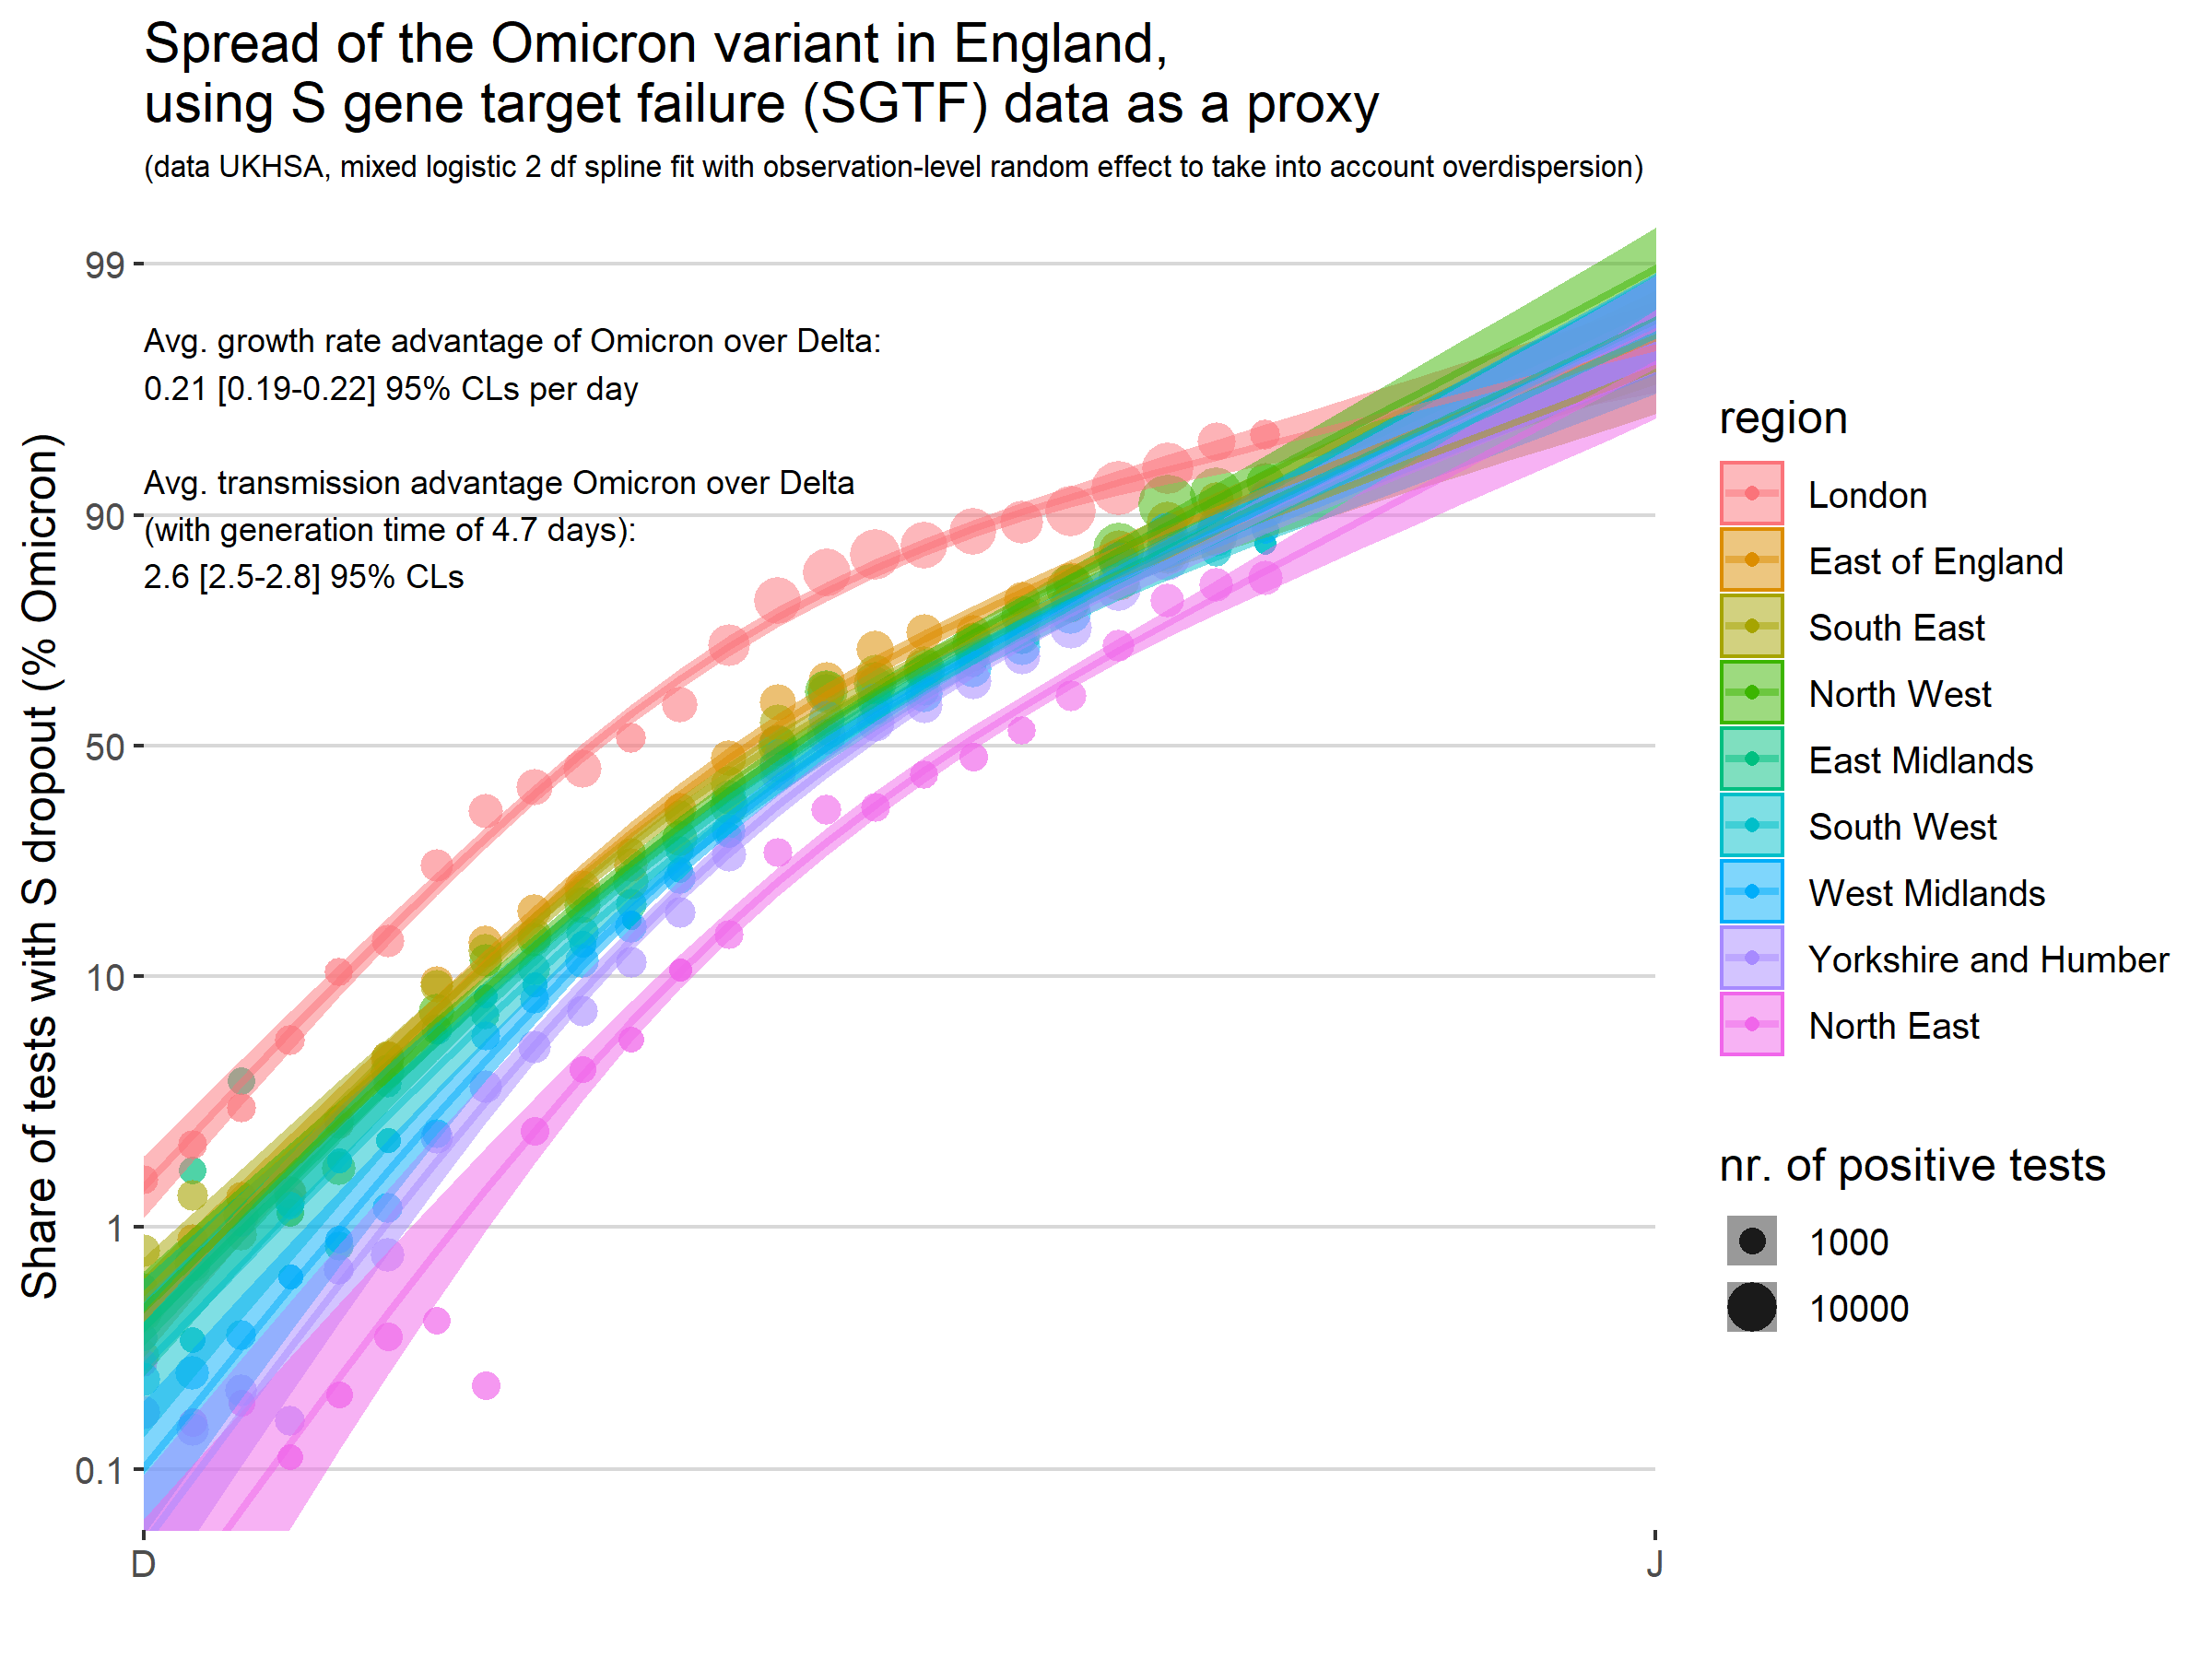 Spread of the Omicron variant in England,
using S gene target failure (SGTF) data as a proxy
(data UKHSA, mixed logistic 2 df spline fit with observation-level random effect to take into account overdispersion)
Share of tests with S dropout (% Omicron)
99
90
50
10
1
0.1
Avg. growth rate advantage of Omicron over Delta:
0.21 [0.19-0.22] 95% CLs per day
Avg. transmission advantage Omicron over Delta
(with generation time of 4.7 days):
2.6 [2.5-2.8] 95% CLs
D
J
region
London
East of England
South East
North West
East Midlands
South West
West Midlands
Yorkshire and Humber
North East
nr. of positive tests
1000
10000